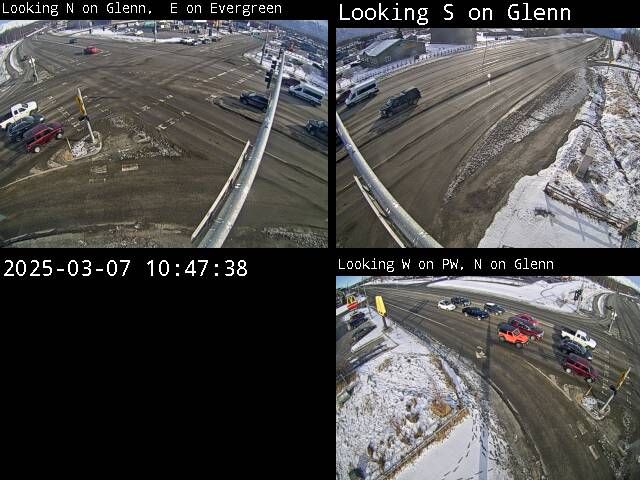 Looking N on Glenn, E on Evergreen
Looking S on Glenn
2025-03-07 10:47:38
Looking W on PW, N on Glenn